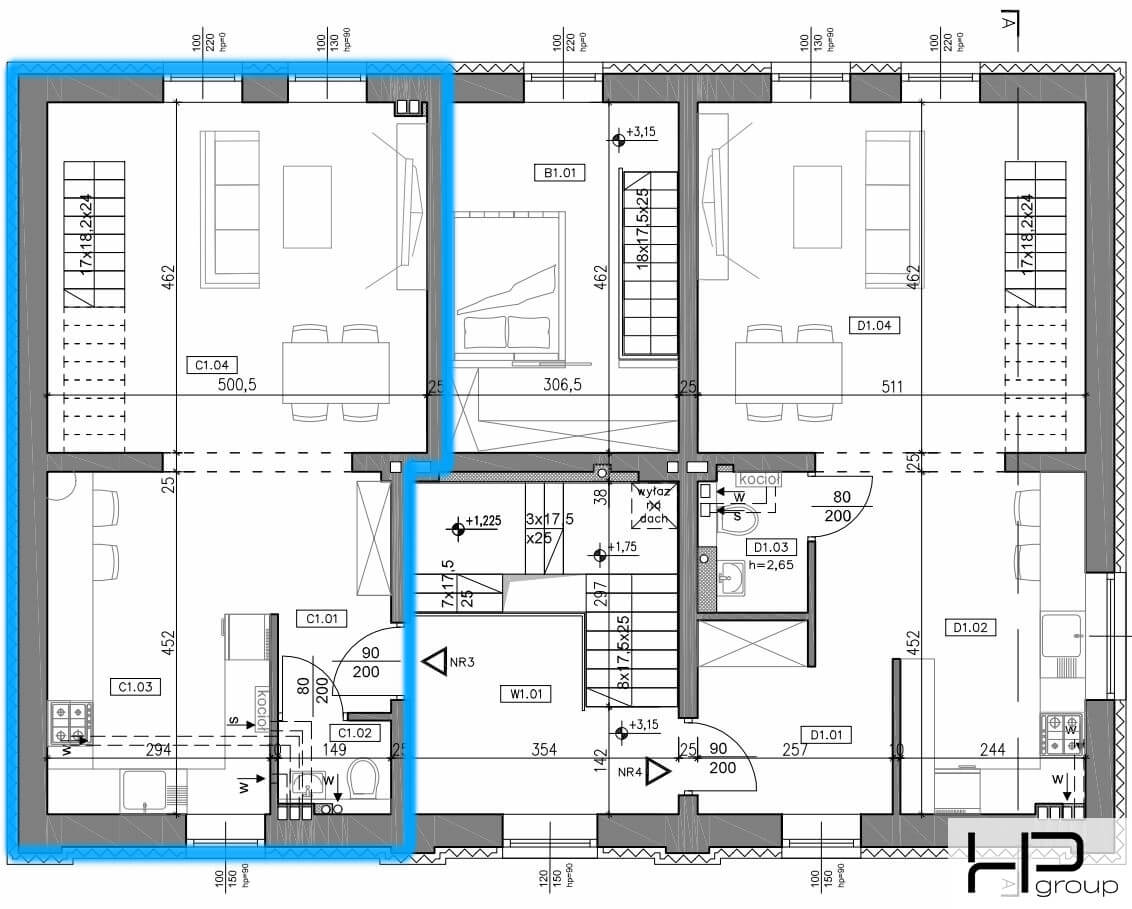 A
100
220
hp=0
100
130
hp=90
100
220
hp=0
100
130
hp=90
100
220
hp=0
+3,15
B1.01
17x18,2x24
18x17,5x25
17x18,2x24
462
462
462
C1.04
D1.04
500,5
25
306,5
25
511
25
38
25
wyłaz
na
dach
kocioł
w
s
80
200
+1,225
3x17,5
x25
+1,75
D1.03
h=2,65
7x17,5
25
297
C1.01
8x17,5x25
D1.02
452
452
90
200
NR3
80
200
C1.03
kocioł
s
W1.01
w
C1.02
+3,15
D1.01
w
294
10
149
25
354
142
25
90
200
257
10
244
NR4
w
w
w
100
150
hp=90
120
150
hp=90
100
150
hp=90
HP
group
A